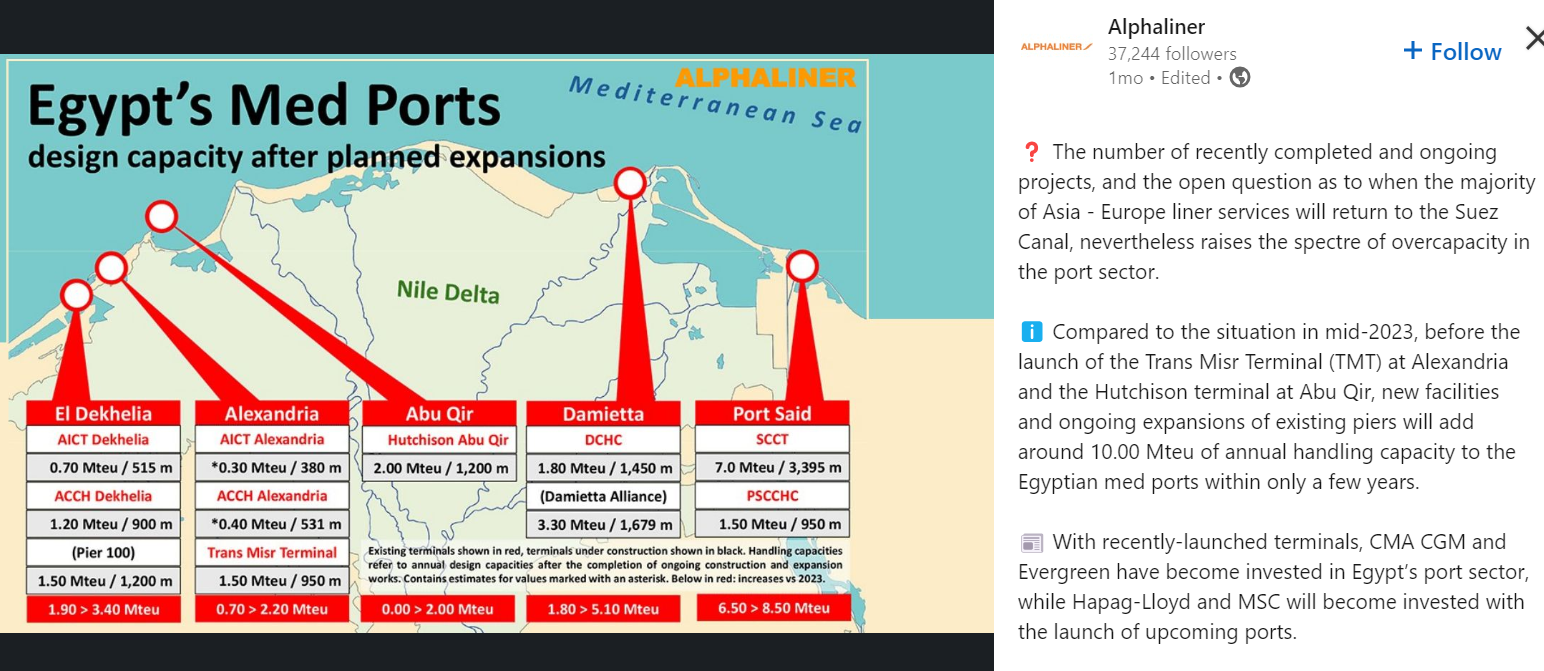 ALPHALINER
Mediterranean Sea
Egypt's Med Ports
design capacity after planned expansions
Nile Delta
El Dekhelia
AICT Dekhelia
0.70 Mteu / 515 m
ACCH Dekhelia
1.20 Mteu / 900 m
(Pier 100)
1.50 Mteu / 1,200 m
1.90 > 3.40 Mteu
Alexandria
AICT Alexandria
*0.30 Mteu / 380 m
ACCH Alexandria
*0.40 Mteu / 531 m
Trans Misr Terminal
1.50 Mteu / 950 m
0.70 > 2.20 Mteu
Abu Qir
Hutchison Abu Qir
2.00 Mteu / 1,200 m
0.00 > 2.00 Mteu
Damietta
DCHC
1.80 Mteu / 1,450 m
(Damietta Alliance)
3.30 Mteu / 1,679 m
1.80 > 5.10 Mteu
Port Said
SCCT
7.0 Mteu / 3,395 m
PSCCHC
1.50 Mteu / 950 m
6.50 > 8.50 Mteu
Existing terminals shown in red, terminals under construction shown in black. Handling capacities
refer to annual design capacities after the completion of ongoing construction and expansion
works. Contains estimates for values marked with an asterisk. Below in red: increases vs 2023.
ALPHALINER
Alphaliner
37,244 followers
1mo • Edited •
+ Follow
❓ The number of recently completed and ongoing
projects, and the open question as to when the majority
of Asia - Europe liner services will return to the Suez
Canal, nevertheless raises the spectre of overcapacity in
the port sector.
ℹ️ Compared to the situation in mid-2023, before the
launch of the Trans Misr Terminal (TMT) at Alexandria
and the Hutchison terminal at Abu Qir, new facilities
and ongoing expansions of existing piers will add
around 10.00 Mteu of annual handling capacity to the
Egyptian med ports within only a few years.
📰 With recently-launched terminals, CMA CGM and
Evergreen have become invested in Egypt's port sector,
while Hapag-Lloyd and MSC will become invested with
the launch of upcoming ports.